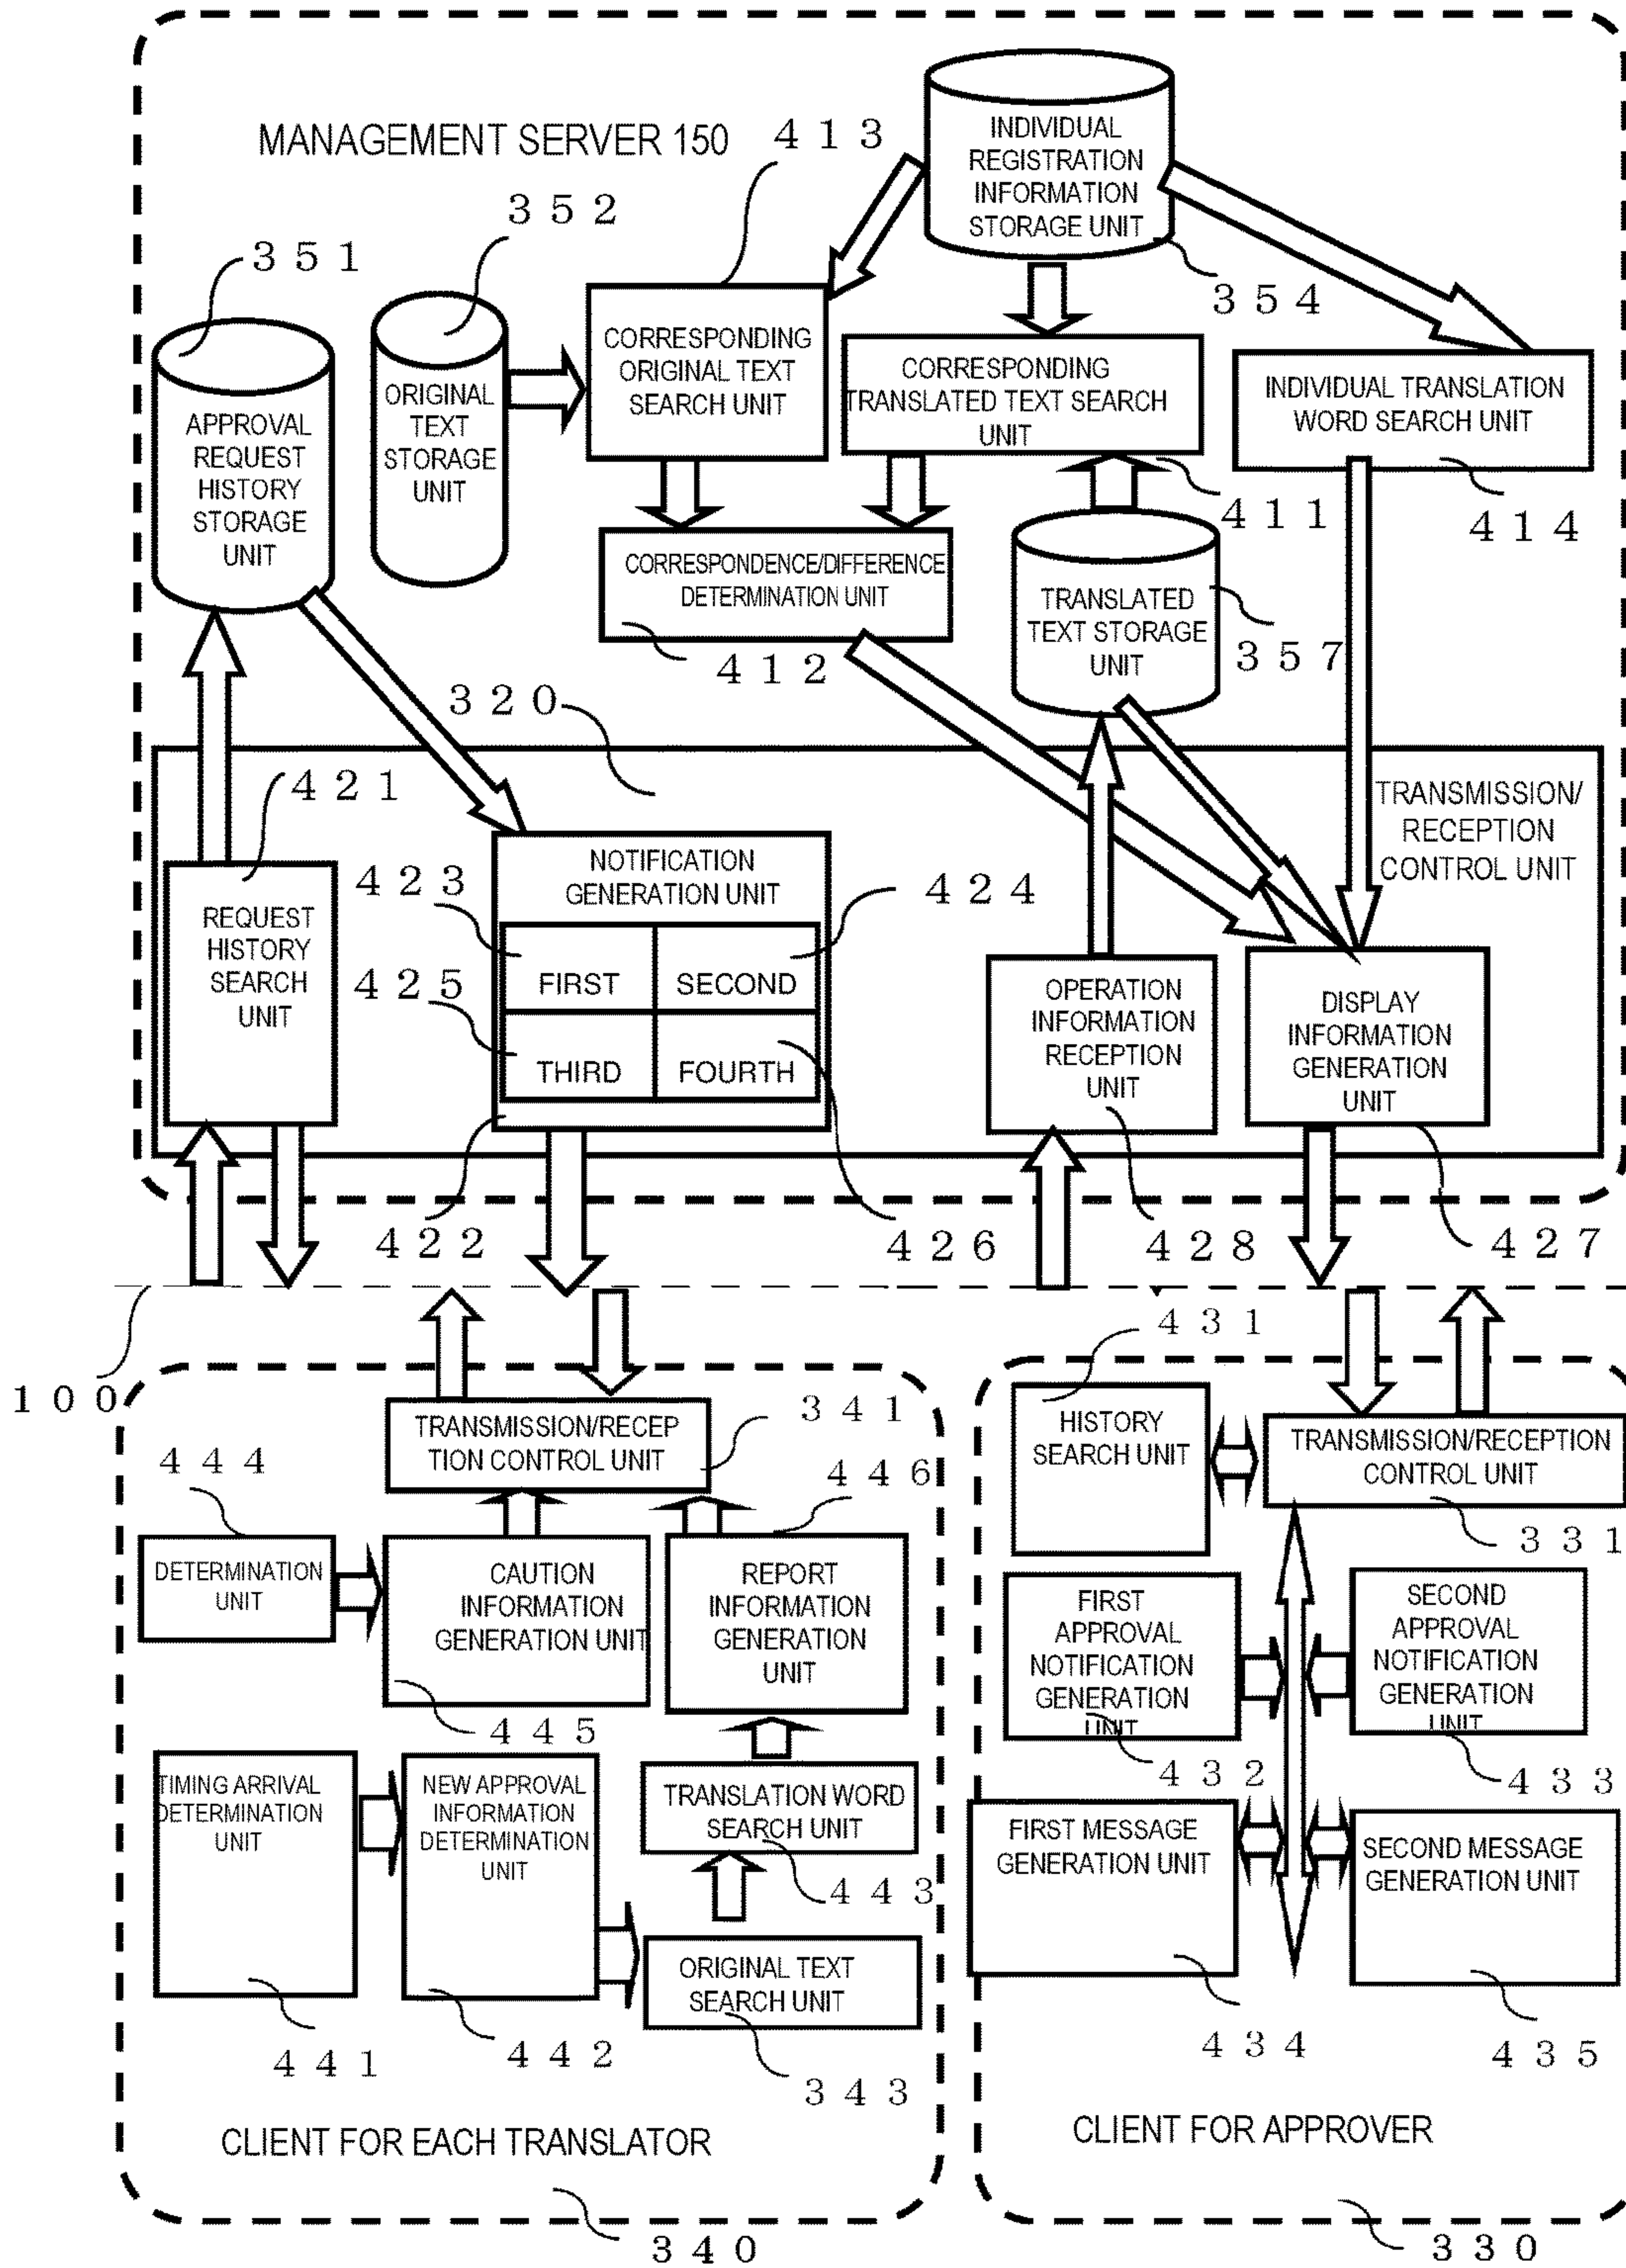 MANAGEMENT SERVER 150
413
352
351
INDIVIDUAL
REGISTRATION
INFORMATION
STORAGE UNIT
354
APPROVAL
REQUEST
HISTORY
STORAGE
UNIT
ORIGINAL
TEXT
STORAGE
UNIT
CORRESPONDING
ORIGINAL TEXT
SEARCH UNIT
CORRESPONDING
TRANSLATED TEXT SEARCH
UNIT
INDIVIDUAL TRANSLATION
WORD SEARCH UNIT
411
414
CORRESPONDENCE/DIFFERENCE
DETERMINATION UNIT
412
TRANSLATED
TEXT STORAGE
UNIT
357
320
TRANSMISSION/
RECEPTION
CONTROL UNIT
421
REQUEST
HISTORY
SEARCH
UNIT
423
425
NOTIFICATION
GENERATION UNIT
FIRST
SECOND
THIRD
FOURTH
424
OPERATION
INFORMATION
RECEPTION
UNIT
DISPLAY
INFORMATION
GENERATION
UNIT
422
426
428
427
100
TRANSMISSION/RECEP
TION CONTROL UNIT
341
444
446
DETERMINATION
UNIT
CAUTION
INFORMATION
GENERATION UNIT
445
REPORT
INFORMATION
GENERATION
UNIT
TIMING ARRIVAL
DETERMINATION
UNIT
441
NEW APPROVAL
INFORMATION
DETERMINATION
UNIT
442
TRANSLATION WORD
SEARCH UNIT
443
ORIGINAL TEXT
SEARCH UNIT
343
CLIENT FOR EACH TRANSLATOR
340
431
HISTORY
SEARCH UNIT
TRANSMISSION/RECEPTION
CONTROL UNIT
331
FIRST
APPROVAL
NOTIFICATION
GENERATION
UNIT
432
SECOND
APPROVAL
NOTIFICATION
GENERATION
UNIT
433
FIRST MESSAGE
GENERATION UNIT
434
SECOND MESSAGE
GENERATION UNIT
435
CLIENT FOR APPROVER
330